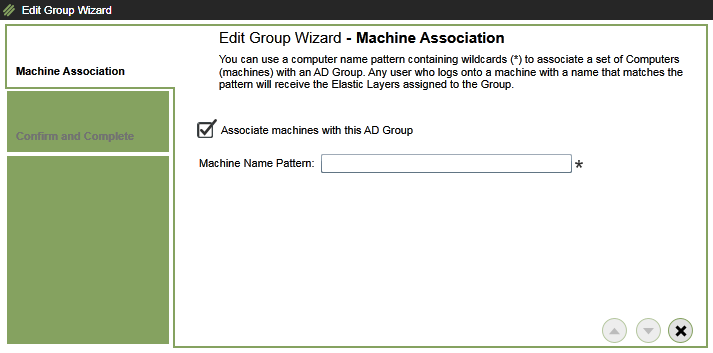 Edit Group Wizard
Edit Group Wizard - Machine Association
You can use a computer name pattern containing wildcards (*) to associate a set of Computers
(machines) with an AD Group. Any user who logs onto a machine with a name that matches the
pattern will receive the Elastic Layers assigned to the Group.
Machine Association
Confirm and Complete
Associate machines with this AD Group
Machine Name Pattern: *